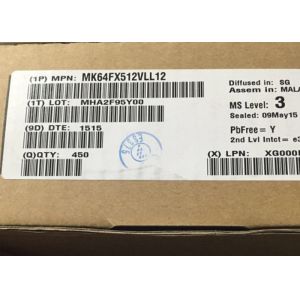 (1P) MPN: MK64FX512VLL12
(1T) LOT: MHA2F95Y00
(9D) DTE: 1515
(Q)QTY: 450
Diffused in: SG
Assem in: MALA
MS Level: 3
Sealed: 09May15
PbFree= Y
2nd Lvl Intct= e3
(X) LPN: XG000